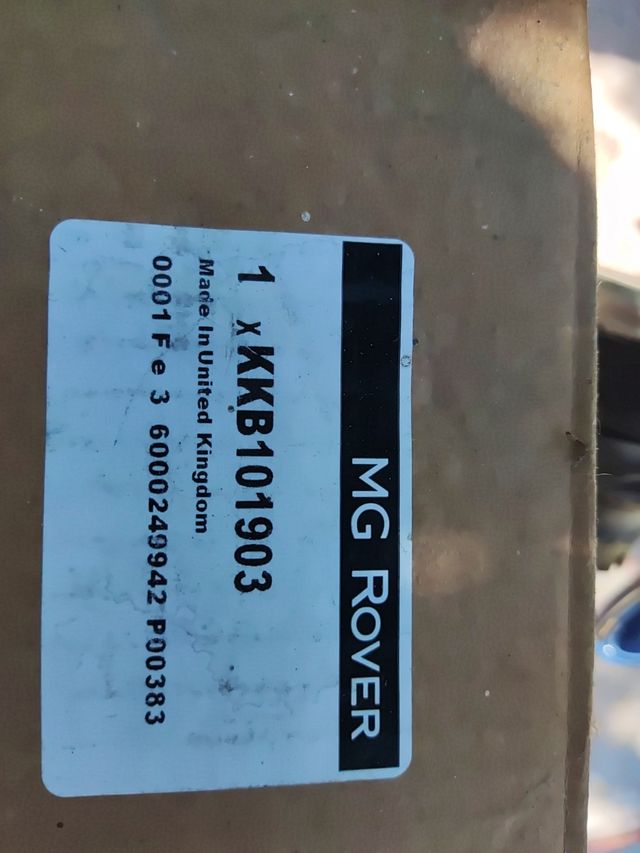 MG ROVER
1 x KKB101903
Made In United Kingdom
0001 F e 3 6000249942 P00383